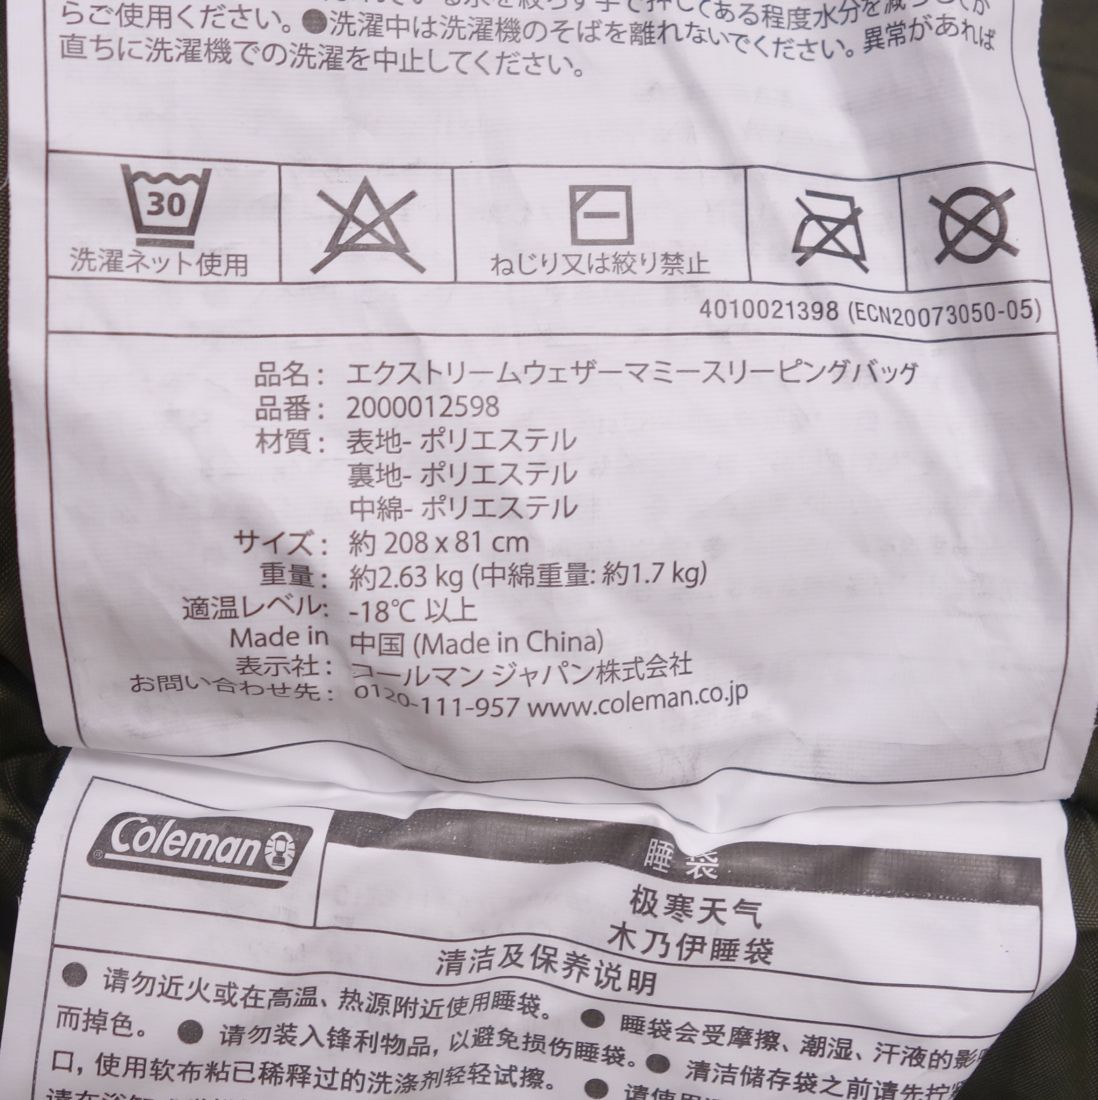 らご使用ください。●洗濯中は洗濯機のそばを離れないでください。異常があれば
直ちに洗濯機での洗濯を中止してください。
30
洗濯ネット使用
ねじり又は絞り禁止
4010021398 (ECN20073050-05)
品名： エクストリームウェザーマミースリーピングバッグ
品番： 2000012598
材質： 表地- ポリエステル
裏地- ポリエステル
中綿- ポリエステル
サイズ： 約 208 x 81 cm
重量： 約2.63 kg (中綿重量: 約1.7 kg)
適温レベル: -18℃ 以上
Made in 中国 (Made in China)
表示社： コールマン ジャパン株式会社
お問い合わせ先： 0120-111-957 www.coleman.co.jp
Coleman®
睡 袋
极寒天气
木乃伊睡袋
清洁及保养说明
● 请勿近火或在高温、热源附近使用睡袋。 ● 睡袋会受摩擦、潮湿、汗液的影
而掉色。 ● 请勿装入锋利物品，以避免损伤睡袋。● 清洁储存袋之前请先拧
口，使用软布粘已稀释过的洗涤剂轻轻试擦。 ● 请使用